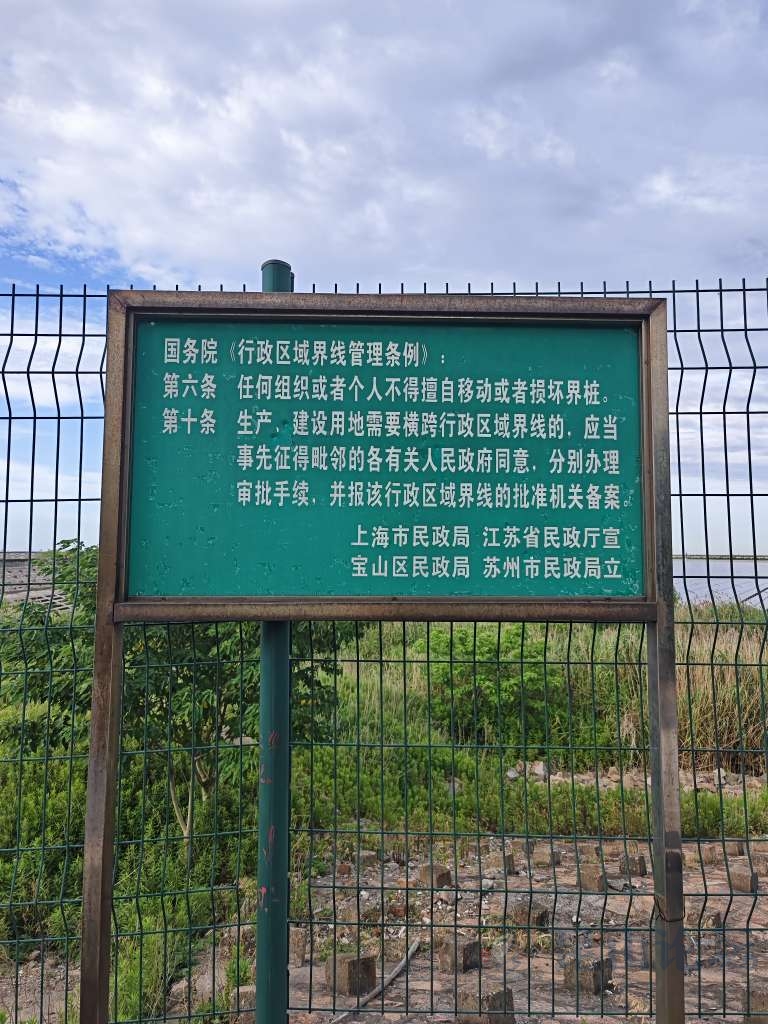 国务院《行政区域界线管理条例》：
第六条 任何组织或者个人不得擅自移动或者损坏界桩。
第十条 生产、建设用地需要横跨行政区域界线的，应当
事先征得毗邻的各有关人民政府同意，分别办理
审批手续，并报该行政区域界线的批准机关备案。
上海市民政局 江苏省民政厅宣
宝山区民政局 苏州市民政局立